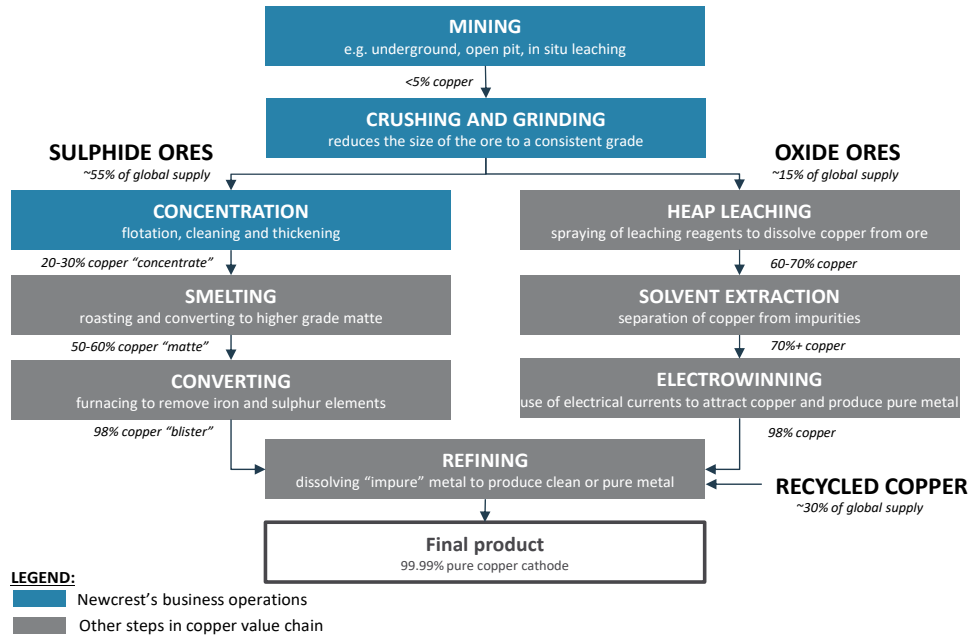 MINING
e.g. underground, open pit, in situ leaching
<5% copper
CRUSHING AND GRINDING
reduces the size of the ore to a consistent grade
SULPHIDE ORES
~55% of global supply
OXIDE ORES
~15% of global supply
CONCENTRATION
flotation, cleaning and thickening
HEAP LEACHING
spraying of leaching reagents to dissolve copper from ore
20-30% copper “concentrate”
60-70% copper
SMELTING
roasting and converting to higher grade matte
SOLVENT EXTRACTION
separation of copper from impurities
50-60% copper “matte”
70%+ copper
CONVERTING
furnacing to remove iron and sulphur elements
ELECTROWINNING
use of electrical currents to attract copper and produce pure metal
98% copper “blister”
98% copper
REFINING
dissolving “impure” metal to produce clean or pure metal
RECYCLED COPPER
~30% of global supply
Final product
99.99% pure copper cathode
LEGEND:
Newcrest’s business operations
Other steps in copper value chain